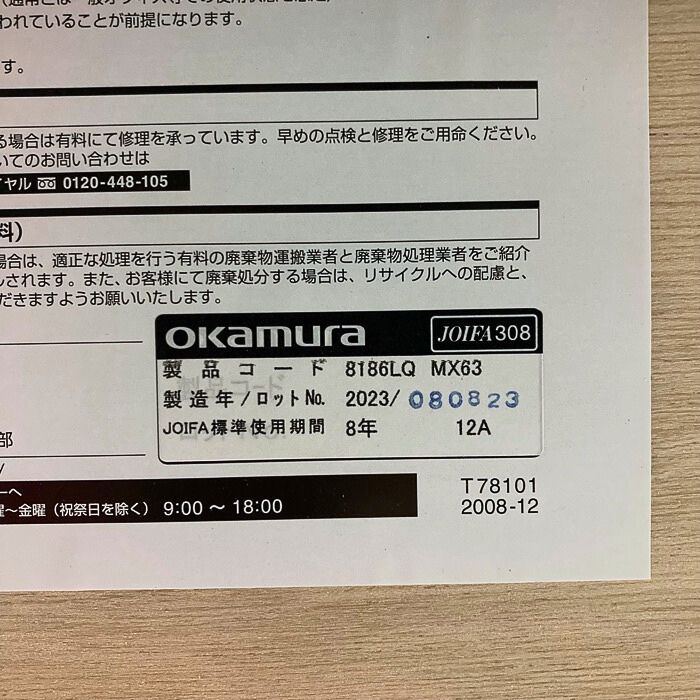 われていることが前提になります。
す。
る場合は有料にて修理を承っています。早めの点検と修理をご用命ください。
いてのお問い合わせは
イヤル 0120-448-105
料)
場合は、適正な処理を行う有料の廃棄物運搬業者と廃棄物処理業者をご紹介
しされます。また、お客様にて廃棄処分する場合は、リサイクルへの配慮と、
だきますようお願いいたします。
okamura JOIFA308
製品コード 8186LQ MX63
製造年/ロットNo. 2023/ 080823
JOIFA標準使用期間 8年 12A
部
/
ーへ
曜~金曜(祝祭日を除く) 9:00 ~ 18:00
T78101
2008-12